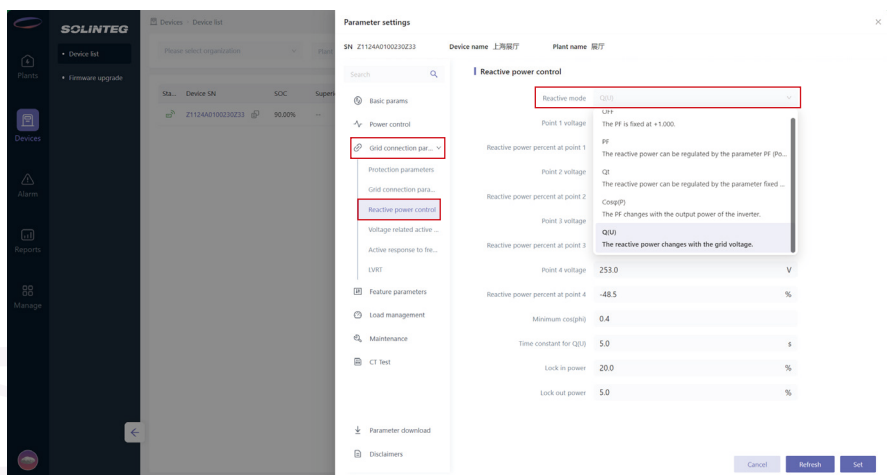 SOLINTEG
Plants
Devices
Alarm
Reports
Manage
Device list
Firmware upgrade
Devices / Device list
Please select organization
Plant
Sta... Device SN SOC Superi
Z1124A0100230Z33 90.00% --
Parameter settings
SN Z1124A0100230Z33 Device name 上海展厅 Plant name 展厅
Search
Basic params
Power control
Grid connection par...
Protection parameters
Grid connection para...
Reactive power control
Voltage related active ...
Active response to fre...
LVRT
Feature parameters
Load management
Maintenance
CT Test
Parameter download
Disclaimers
Reactive power control
Reactive mode Q(U)
OFF
The PF is fixed at +1.000.
PF
The reactive power can be regulated by the parameter PF (Po...
Qt
The reactive power can be regulated by the parameter fixed ...
Cosφ(P)
The PF changes with the output power of the inverter.
Q(U)
The reactive power changes with the grid voltage.
Point 1 voltage
Reactive power percent at point 1
Point 2 voltage
Reactive power percent at point 2
Point 3 voltage
Reactive power percent at point 3
Point 4 voltage 253.0 V
Reactive power percent at point 4 -48.5 %
Minimum cos(phi) 0.4
Time constant for Q(U) 5.0 s
Lock in power 20.0 %
Lock out power 5.0 %
Cancel Refresh Set